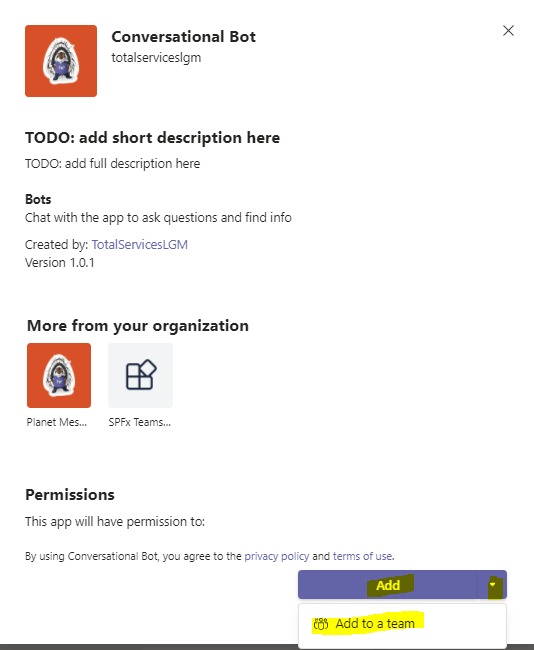 Conversational Bot
totalserviceslgm
TODO: add short description here
TODO: add full description here
Bots
Chat with the app to ask questions and find info
Created by: TotalServicesLGM
Version 1.0.1
More from your organization
Planet Mes... SPFx Teams...
Permissions
This app will have permission to:
By using Conversational Bot, you agree to the privacy policy and terms of use.
Add
Add to a team